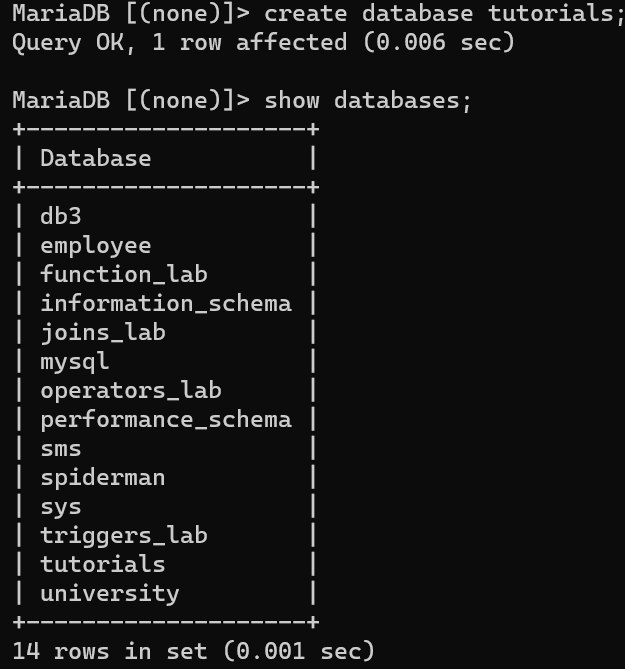 MariaDB [(none)]> create database tutorials;
Query OK, 1 row affected (0.006 sec)

MariaDB [(none)]> show databases;
+--------------------+
| Database           |
+--------------------+
| db3                |
| employee           |
| function_lab       |
| information_schema |
| joins_lab          |
| mysql              |
| operators_lab      |
| performance_schema |
| sms                |
| spiderman          |
| sys                |
| triggers_lab       |
| tutorials          |
| university         |
+--------------------+
14 rows in set (0.001 sec)